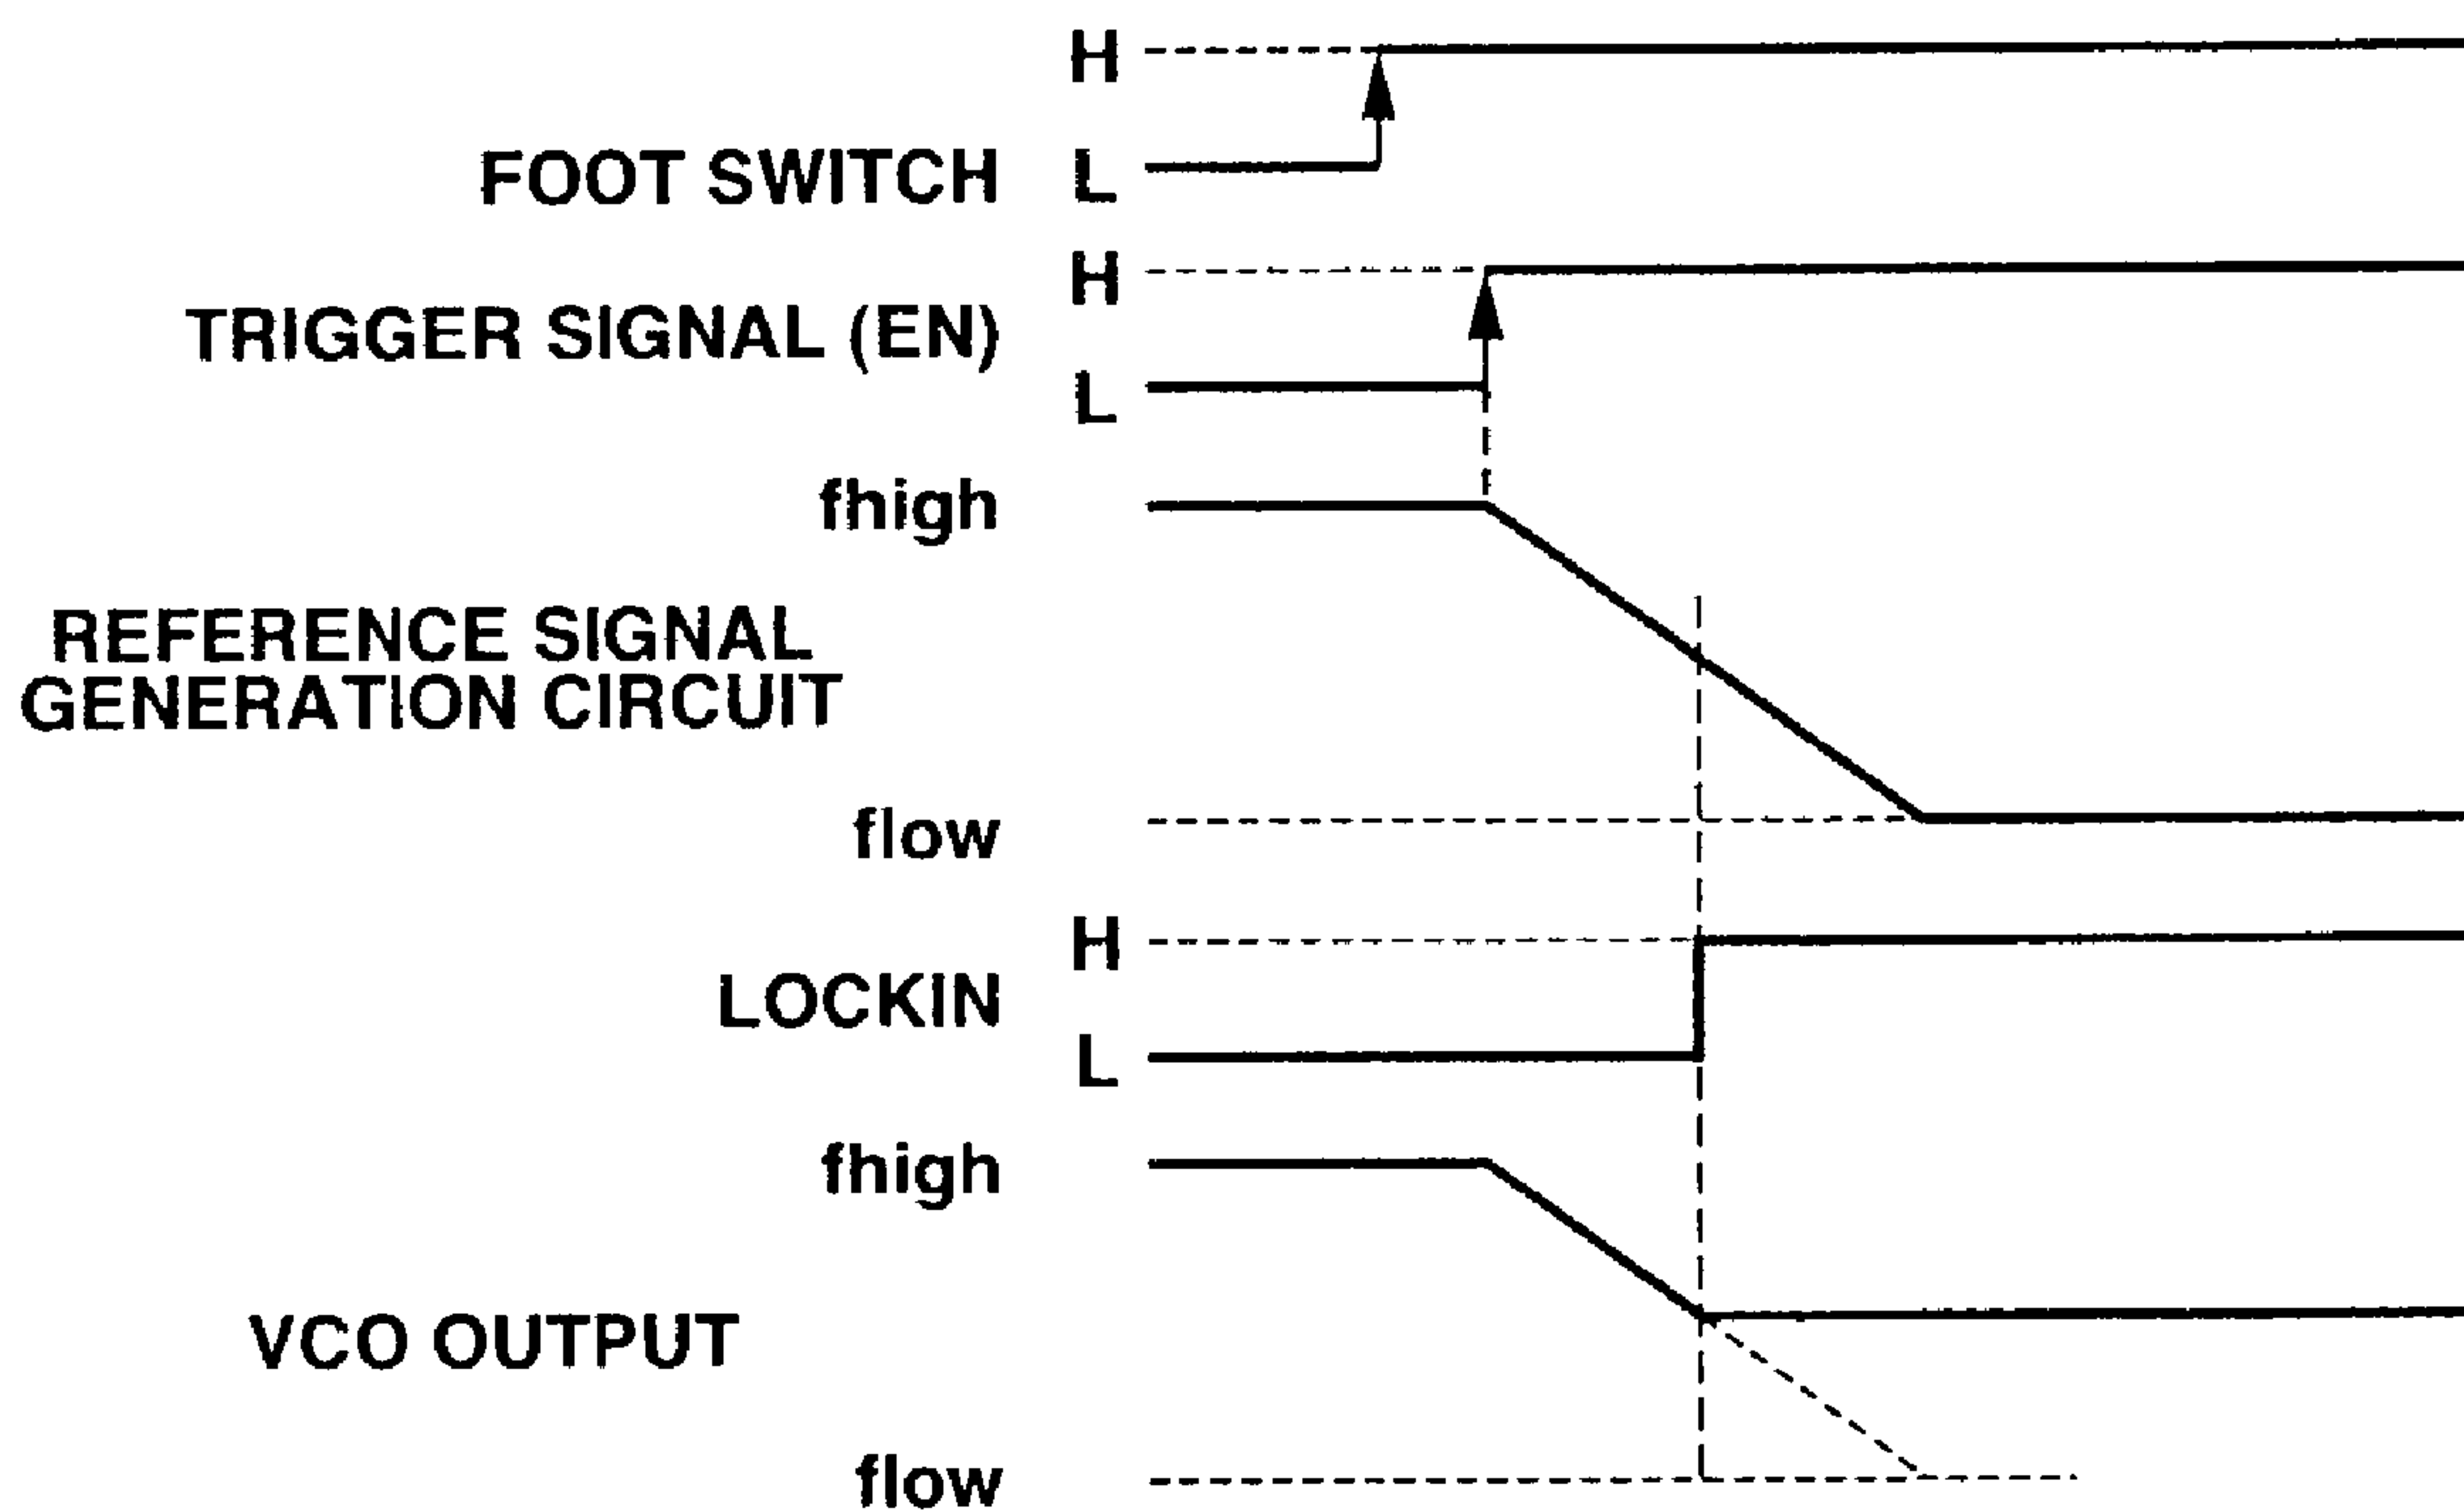 H
FOOT SWITCH L
H
TRIGGER SIGNAL (EN)
L
fhigh
REFERENCE SIGNAL
GENERATION CIRCUIT
flow
H
LOCKIN
L
fhigh
VCO OUTPUT
flow